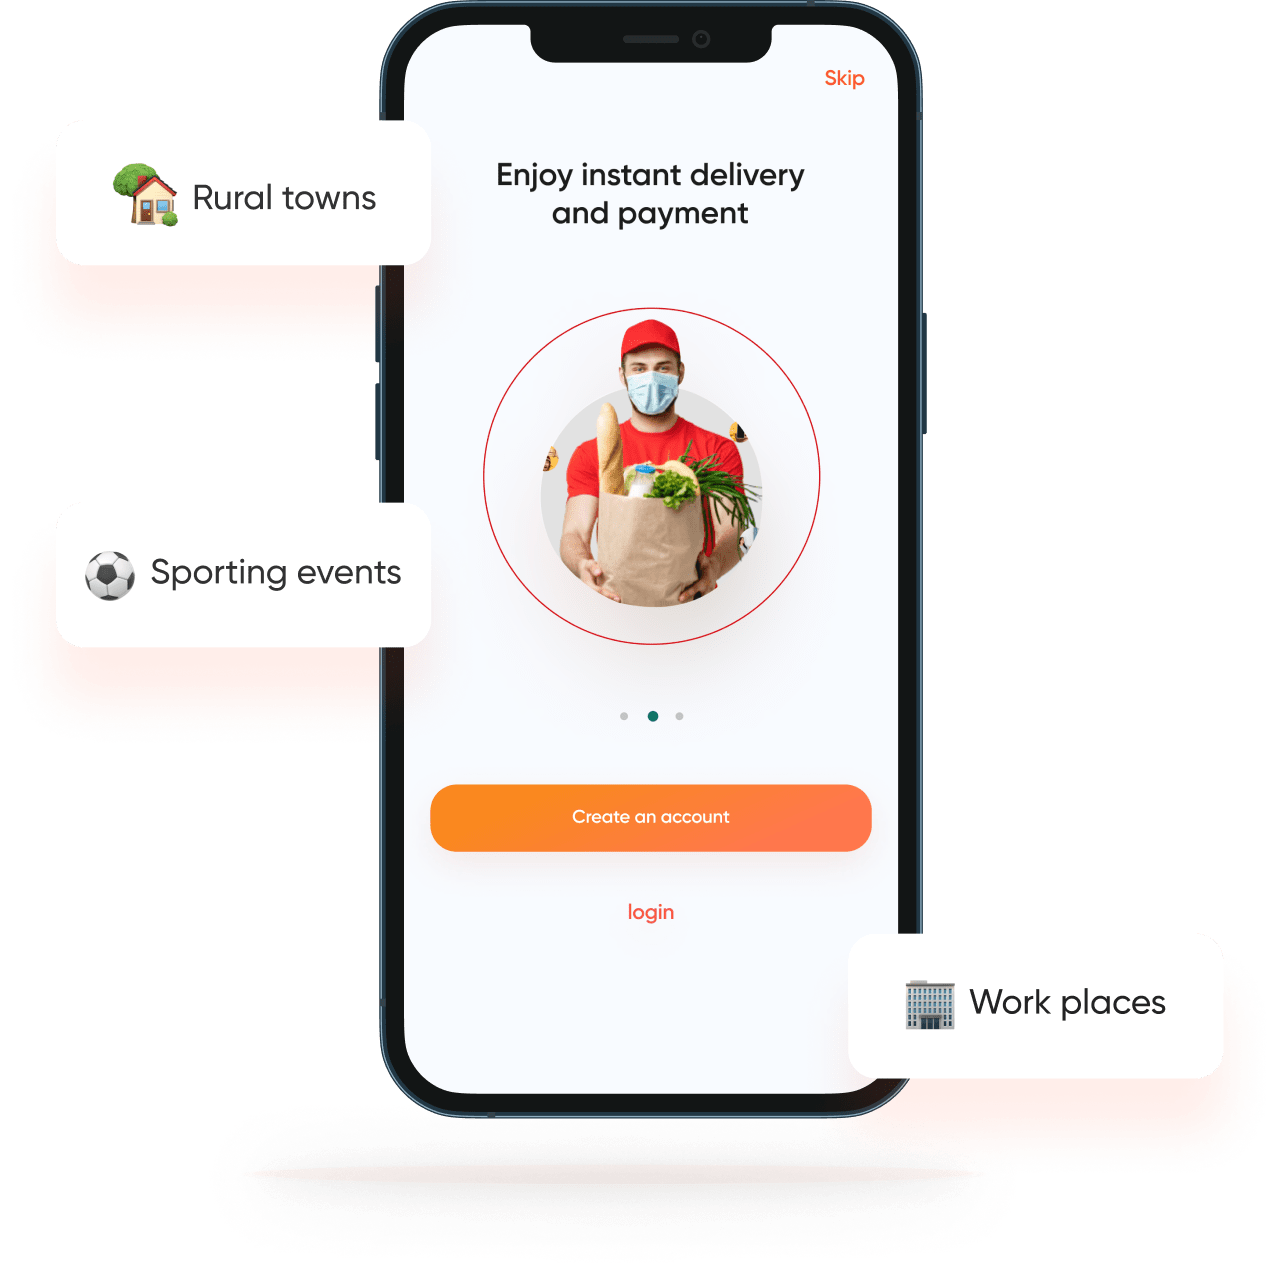 Skip
Enjoy instant delivery
and payment
Rural towns
Sporting events
Create an account
login
Work places